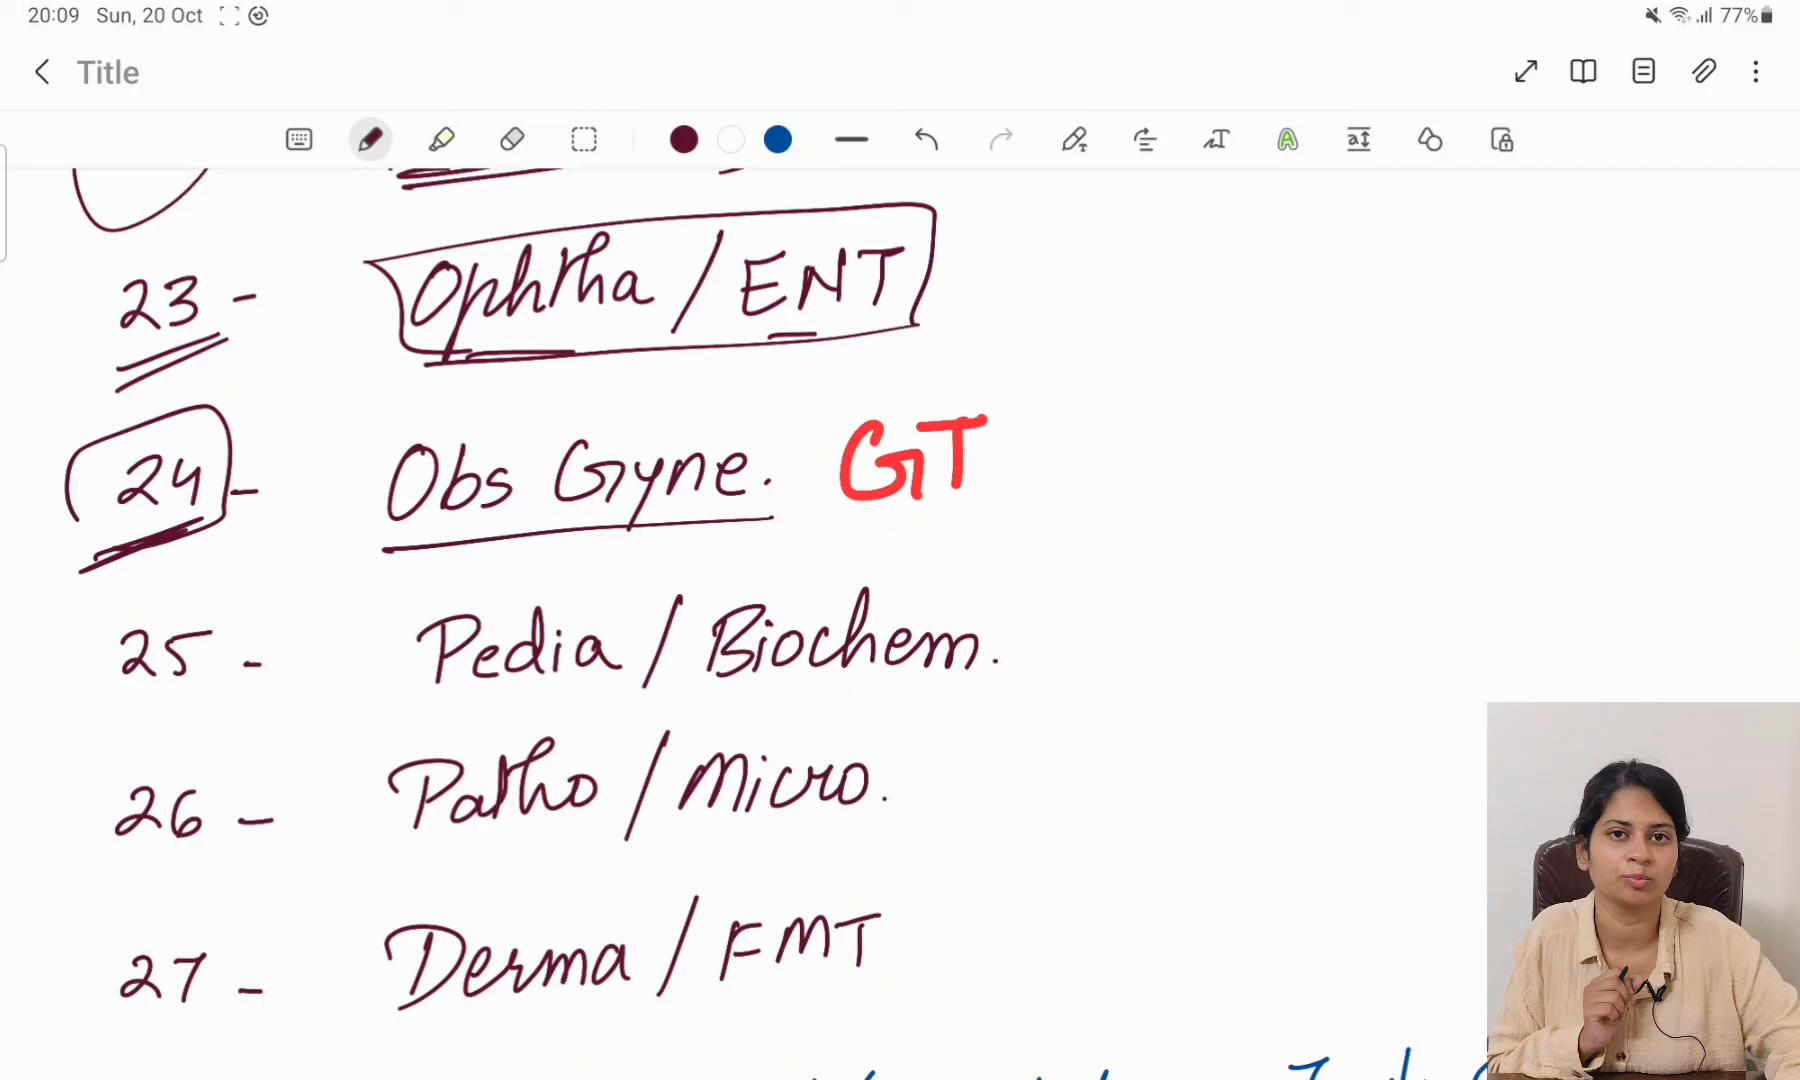 20:09 Sun, 20 Oct 77%
Title
23 - Ophtha / ENT
24 - Obs Gyne. GT
25 - Pedia / Biochem.
26 - Patho / Micro.
27 - Derma / FMT